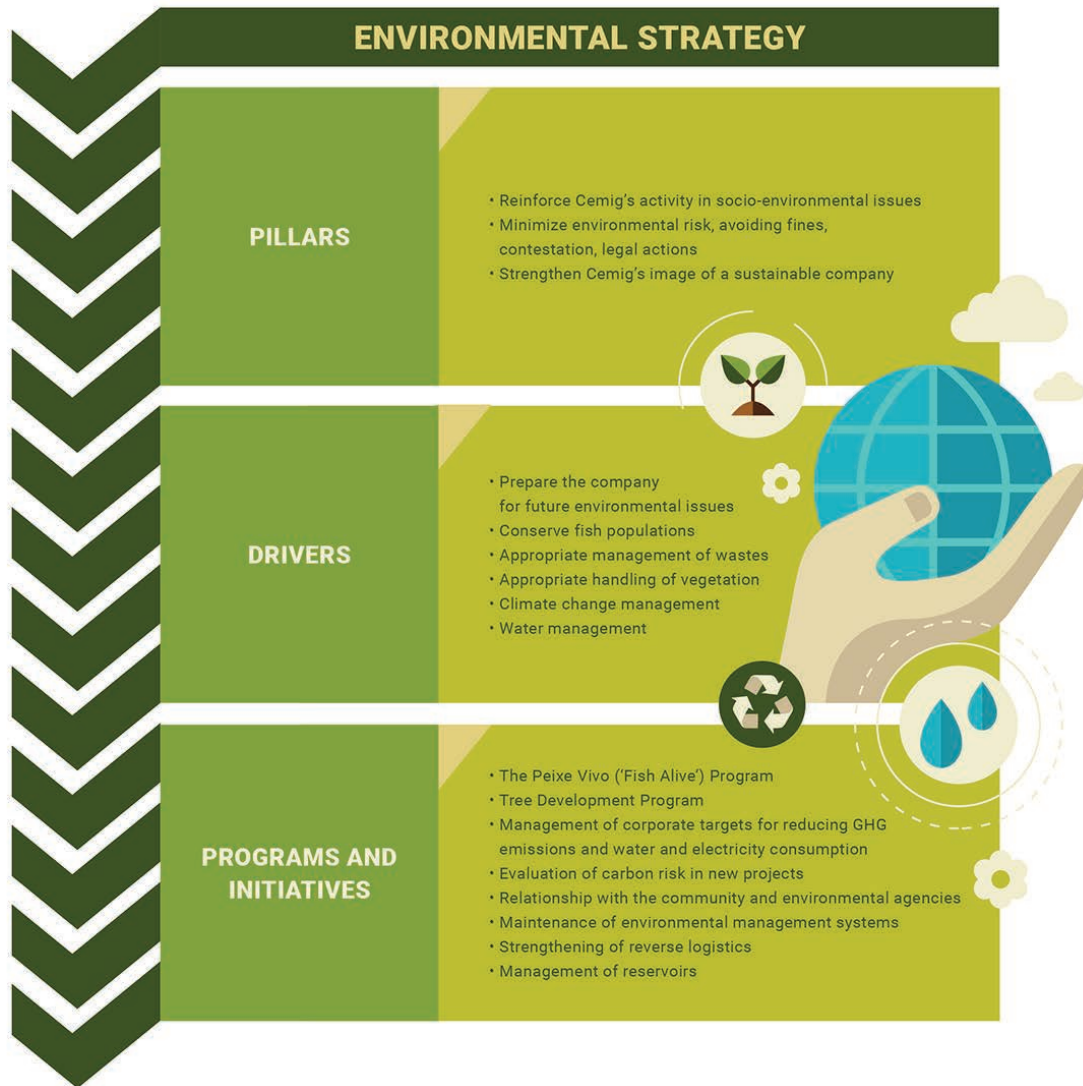 ENVIRONMENTAL STRATEGY
PILLARS
• Reinforce Cemig’s activity in socio-environmental issues
• Minimize environmental risk, avoiding fines,
contestation, legal actions
• Strengthen Cemig’s image of a sustainable company
DRIVERS
• Prepare the company
for future environmental issues
• Conserve fish populations
• Appropriate management of wastes
• Appropriate handling of vegetation
• Climate change management
• Water management
PROGRAMS AND
INITIATIVES
• The Peixe Vivo (‘Fish Alive’) Program
• Tree Development Program
• Management of corporate targets for reducing GHG
emissions and water and electricity consumption
• Evaluation of carbon risk in new projects
• Relationship with the community and environmental agencies
• Maintenance of environmental management systems
• Strengthening of reverse logistics
• Management of reservoirs